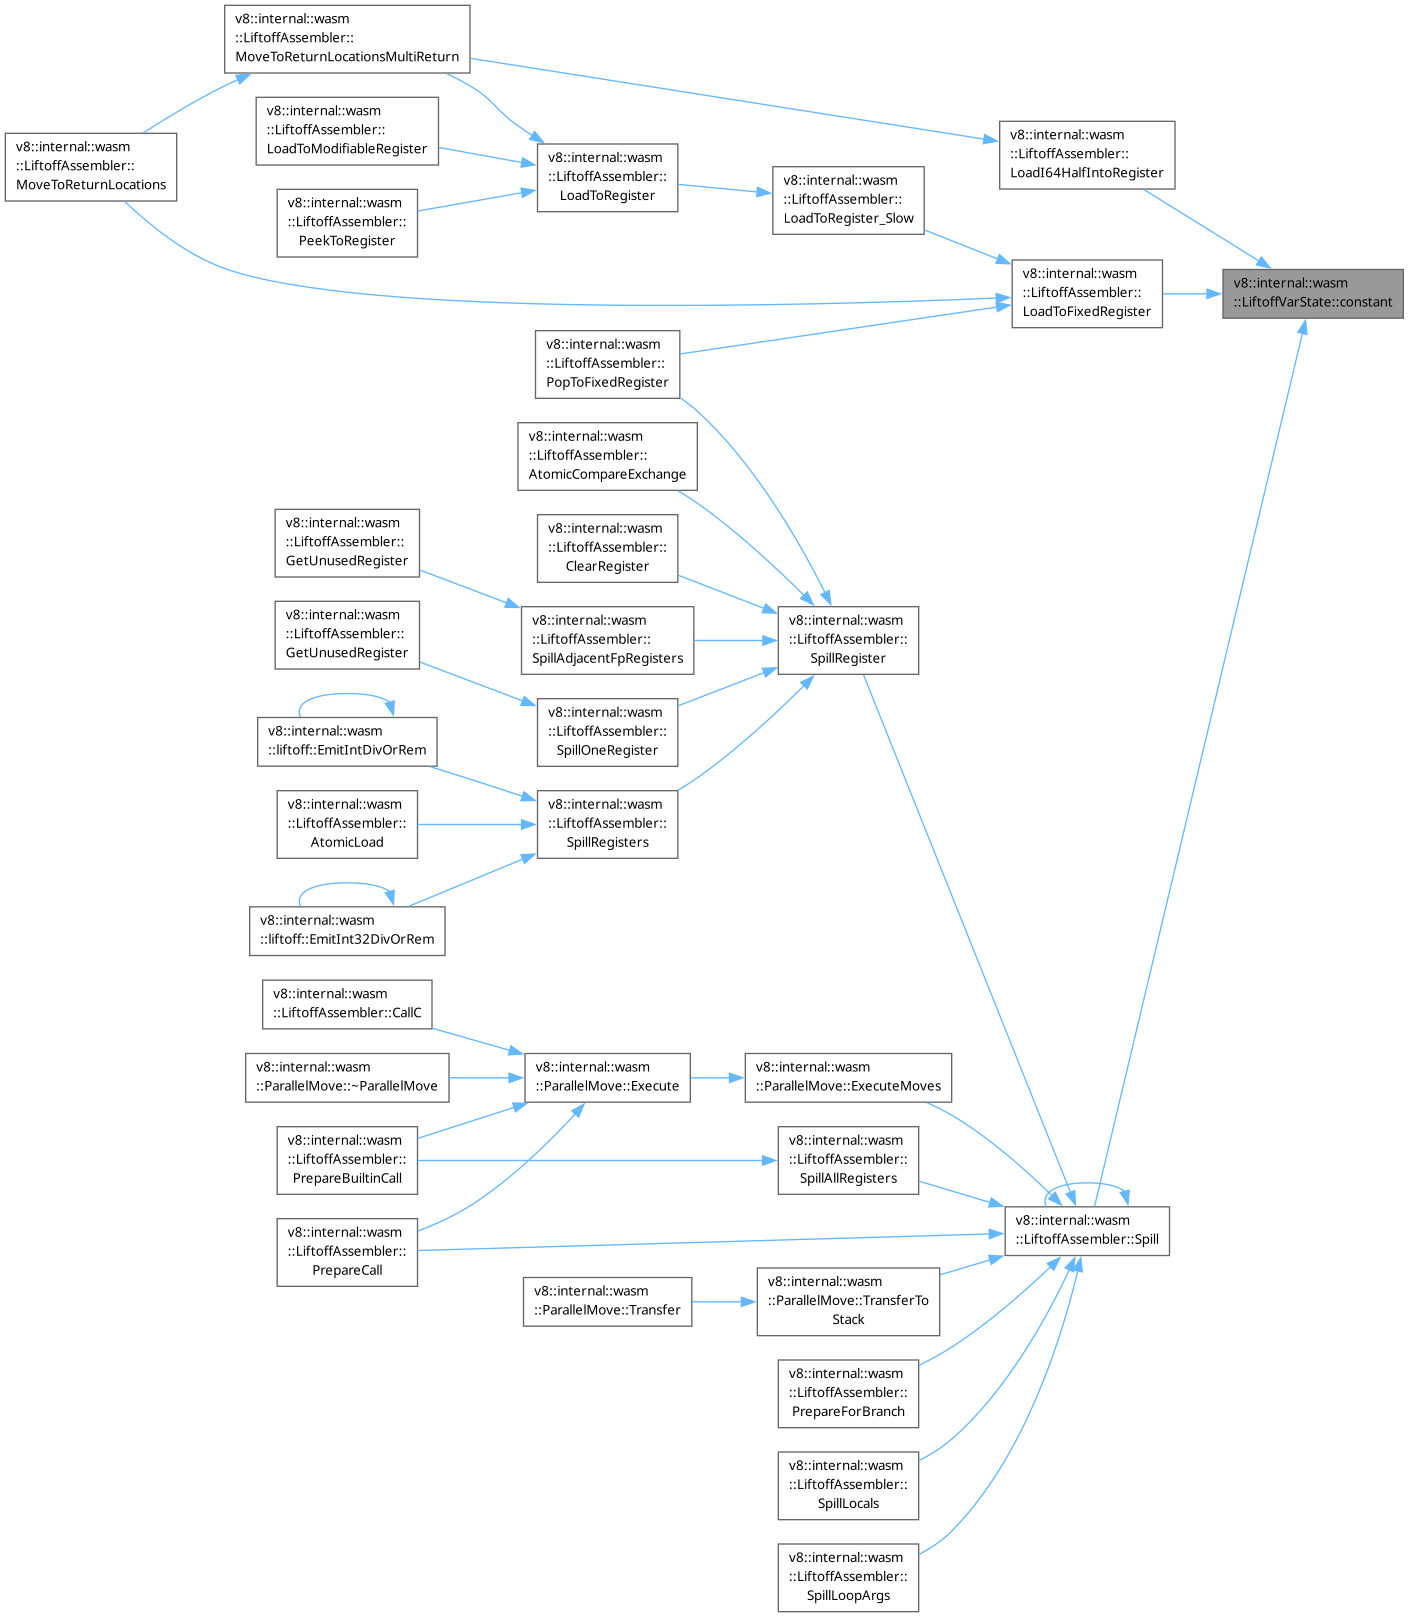 v8::internal::wasm
::LiftoffAssembler::
MoveToReturnLocationsMultiReturn
v8::internal::wasm
::LiftoffAssembler::
LoadToModifiableRegister
v8::internal::wasm
::LiftoffAssembler::
LoadI64HalfIntoRegister
v8::internal::wasm
::LiftoffAssembler::
MoveToReturnLocations
v8::internal::wasm
::LiftoffAssembler::
LoadToRegister
v8::internal::wasm
::LiftoffAssembler::
LoadToRegister_Slow
v8::internal::wasm
::LiftoffAssembler::
PeekToRegister
v8::internal::wasm
::LiftoffAssembler::
LoadToFixedRegister
v8::internal::wasm
::LiftoffVarState::constant
v8::internal::wasm
::LiftoffAssembler::
PopToFixedRegister
v8::internal::wasm
::LiftoffAssembler::
AtomicCompareExchange
v8::internal::wasm
::LiftoffAssembler::
GetUnusedRegister
v8::internal::wasm
::LiftoffAssembler::
ClearRegister
v8::internal::wasm
::LiftoffAssembler::
GetUnusedRegister
v8::internal::wasm
::LiftoffAssembler::
SpillAdjacentFpRegisters
v8::internal::wasm
::LiftoffAssembler::
SpillRegister
v8::internal::wasm
::LiftoffAssembler::
SpillOneRegister
v8::internal::wasm
::liftoff::EmitIntDivOrRem
v8::internal::wasm
::LiftoffAssembler::
AtomicLoad
v8::internal::wasm
::LiftoffAssembler::
SpillRegisters
v8::internal::wasm
::liftoff::EmitInt32DivOrRem
v8::internal::wasm
::LiftoffAssembler::CallC
v8::internal::wasm
::ParallelMove::~ParallelMove
v8::internal::wasm
::ParallelMove::Execute
v8::internal::wasm
::ParallelMove::ExecuteMoves
v8::internal::wasm
::LiftoffAssembler::
PrepareBuiltinCall
v8::internal::wasm
::LiftoffAssembler::
SpillAllRegisters
v8::internal::wasm
::LiftoffAssembler::
PrepareCall
v8::internal::wasm
::LiftoffAssembler::Spill
v8::internal::wasm
::ParallelMove::Transfer
v8::internal::wasm
::ParallelMove::TransferTo
Stack
v8::internal::wasm
::LiftoffAssembler::
PrepareForBranch
v8::internal::wasm
::LiftoffAssembler::
SpillLocals
v8::internal::wasm
::LiftoffAssembler::
SpillLoopArgs